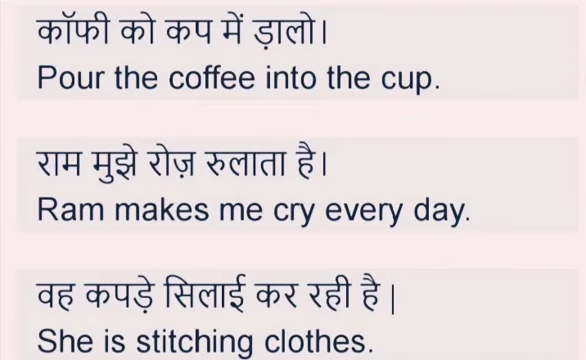 कॉफी को कप में ड़ालो।
Pour the coffee into the cup.
राम मुझे रोज़ रुलाता है।
Ram makes me cry every day.
वह कपड़े सिलाई कर रही है |
She is stitching clothes.